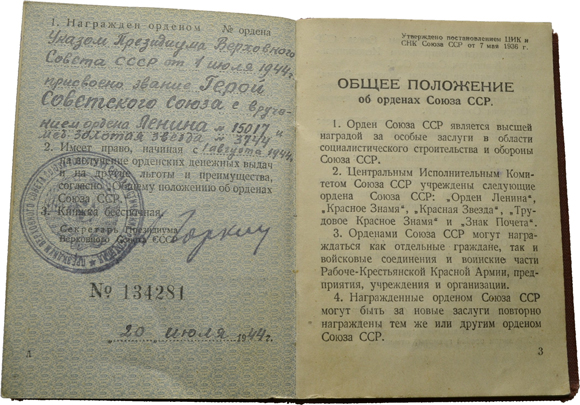 1. Награжден орденом № ордена
Указом Президиума Верховного
Совета СССР от 1 июля 1944г.
присвоено звание Герой
Советского Союза с вруче-
нием ордена Ленина № 15017 и
мед. Золотая звезда № 3744
2. Имеет право, начиная с 1 августа 1944г.
на получение орденских денежных выдач
и на другие льготы и преимущества,
согласно „Общему положению об орденах
Союза ССР.
3. Книжка бессрочная.
Секретарь Президиума
Верховного Совета СССР
Горкин
№ 134281
20 июля 1944г.
Утверждено постановлением ЦИК и
СНК Союза ССР от 7 мая 1936 г.
ОБЩЕЕ ПОЛОЖЕНИЕ
об орденах Союза ССР.
1. Орден Союза ССР является высшей
наградой за особые заслуги в области
социалистического строительства и обороны
Союза ССР.
2. Центральным Исполнительным Коми-
тетом Союза ССР учреждены следующие
ордена Союза ССР: „Орден Ленина“,
„Красное Знамя“, „Красная Звезда“, „Тру-
довое Красное Знамя“ и „Знак Почета“.
3. Орденами Союза ССР могут награ-
ждаться как отдельные граждане, так и
войсковые соединения и воинские части
Рабоче-Крестьянской Красной Армии, пред-
приятия, учреждения и организации.
4. Награжденные орденом Союза ССР
могут быть за новые заслуги повторно
награждены тем же или другим орденом
Союза ССР.
3